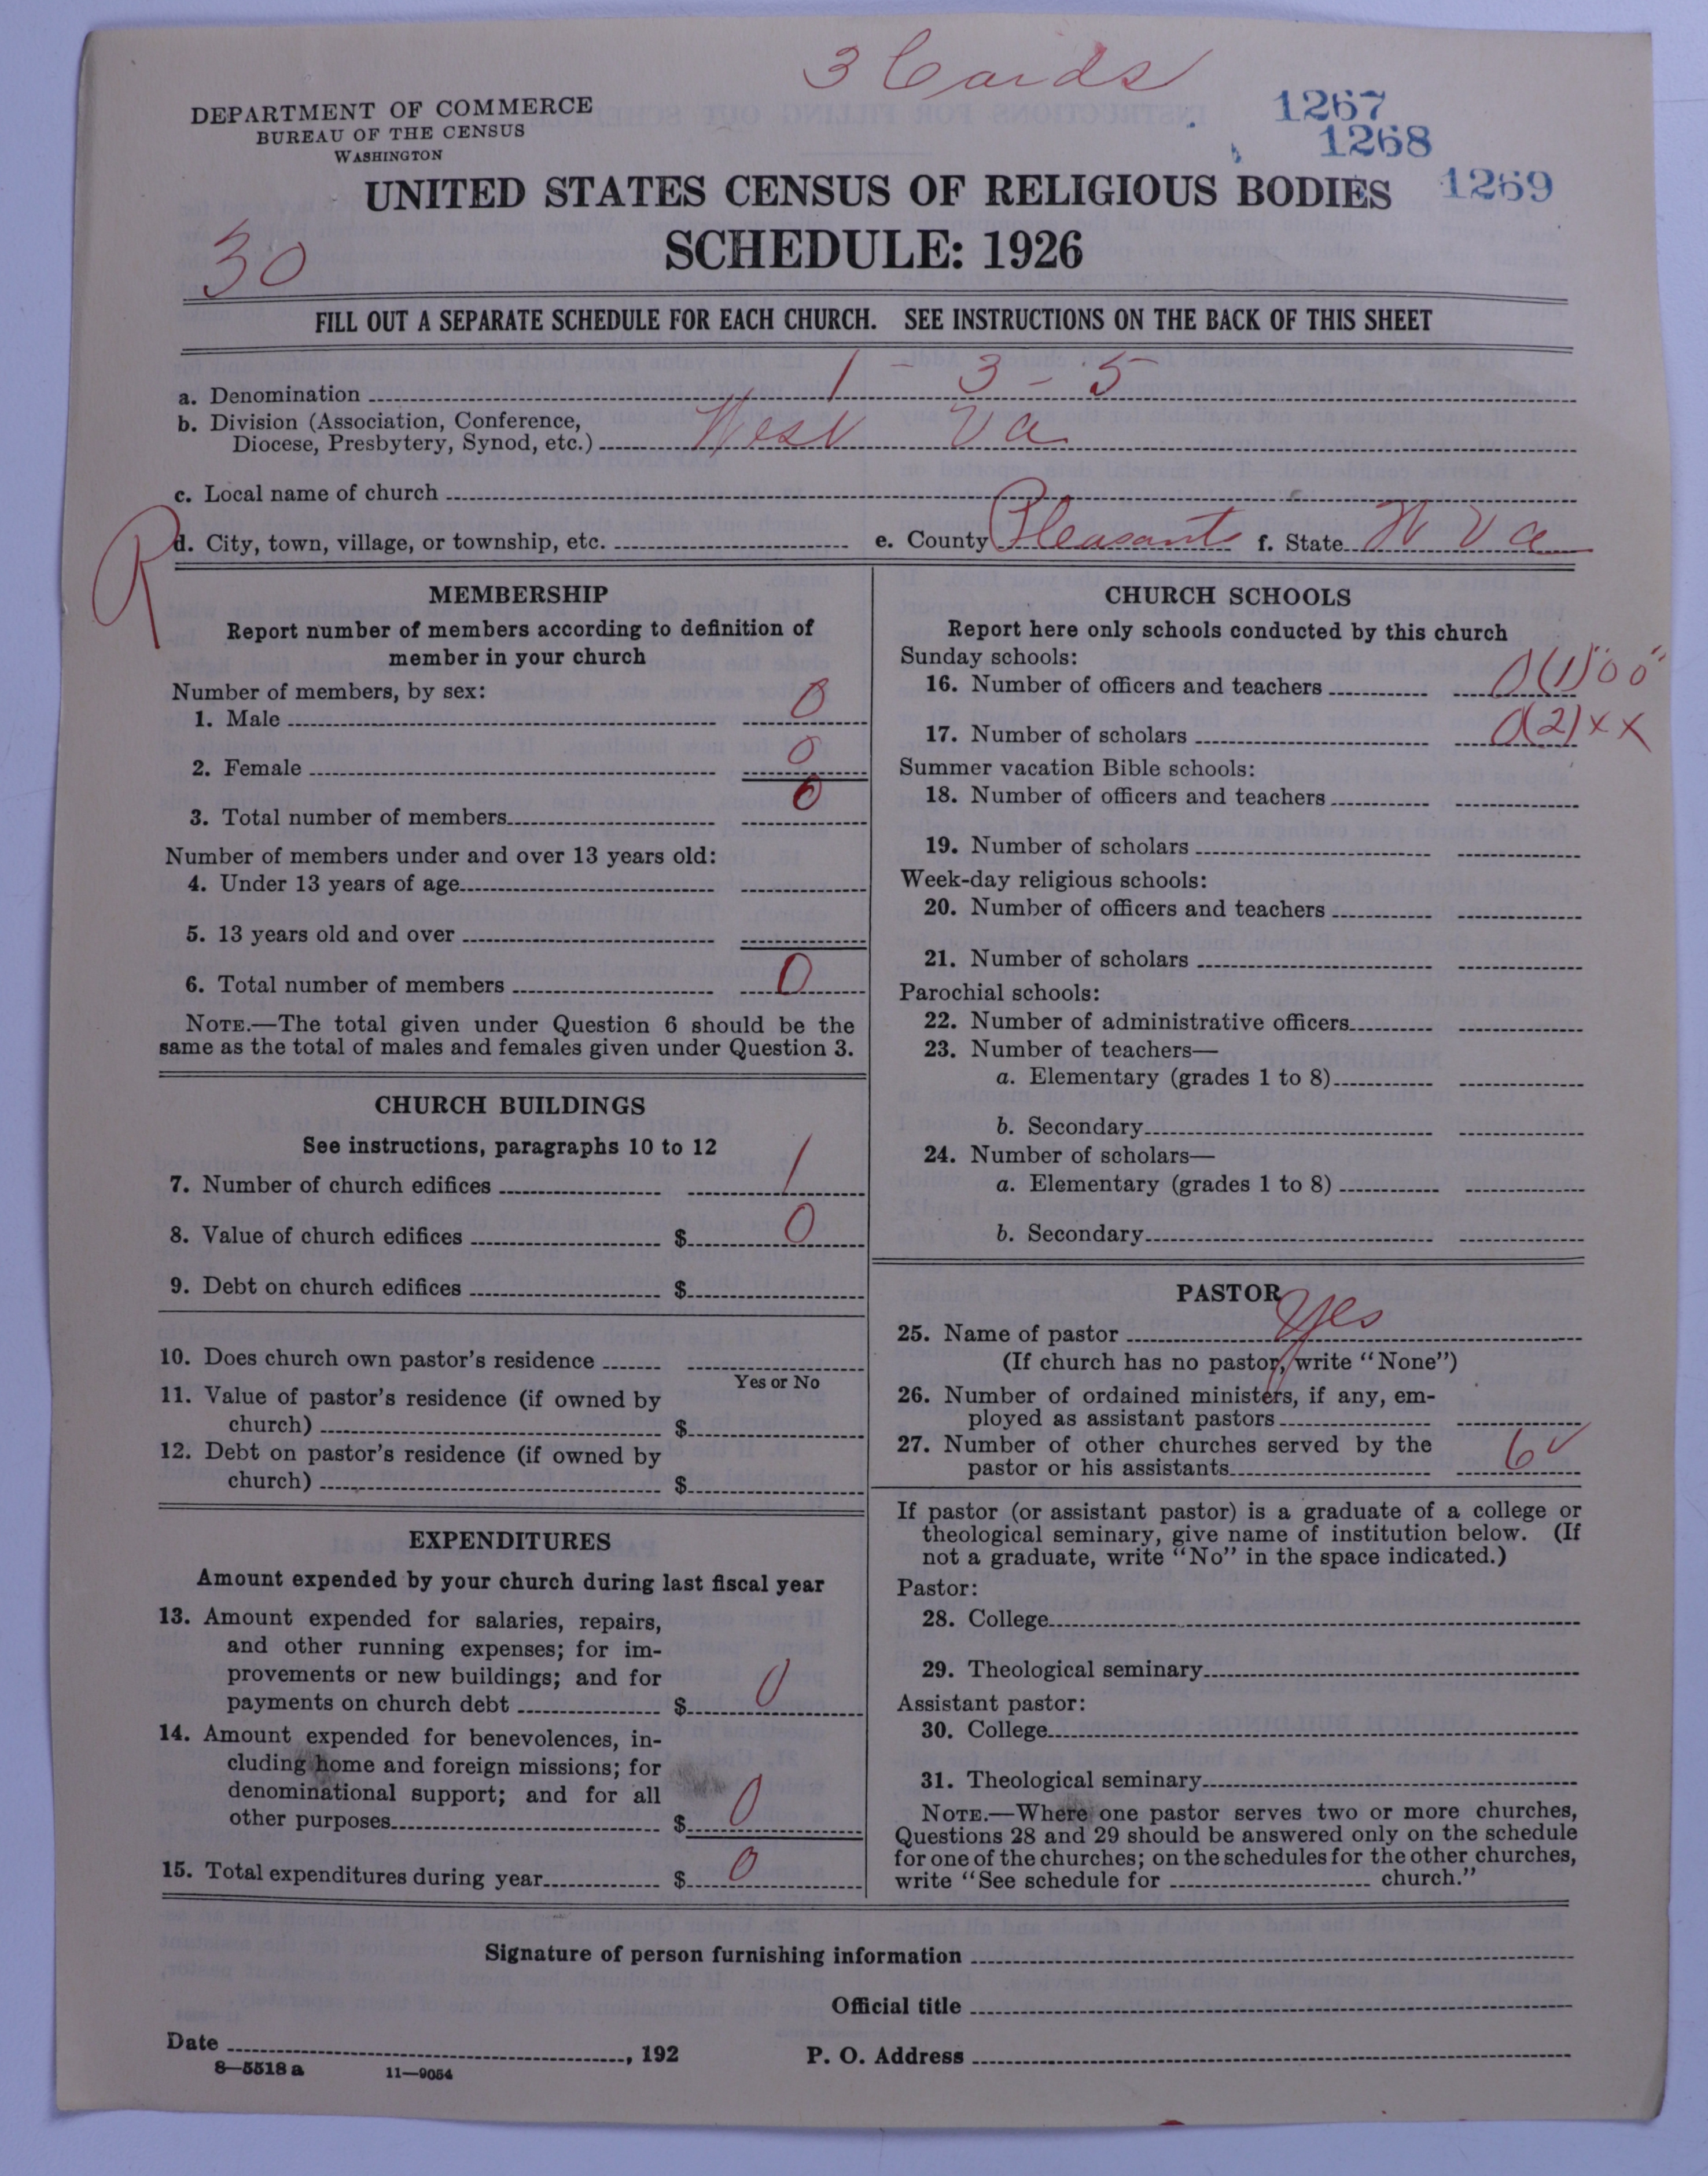 3 Cards
DEPARTMENT OF COMMERCE
BUREAU OF THE CENSUS
WASHINGTON
1267
1268
1269
UNITED STATES CENSUS OF RELIGIOUS BODIES
SCHEDULE: 1926
30
FILL OUT A SEPARATE SCHEDULE FOR EACH CHURCH. SEE INSTRUCTIONS ON THE BACK OF THIS SHEET
a. Denomination 1 - 3 - 5
b. Division (Association, Conference,
Diocese, Presbytery, Synod, etc.) West Va
c. Local name of church
R
d. City, town, village, or township, etc. e. County Pleasants f. State W Va
MEMBERSHIP
Report number of members according to definition of
member in your church
Number of members, by sex:
1. Male 0
2. Female 0
3. Total number of members 0
Number of members under and over 13 years old:
4. Under 13 years of age
5. 13 years old and over
6. Total number of members 0
NOTE.—The total given under Question 6 should be the
same as the total of males and females given under Question 3.
CHURCH BUILDINGS
See instructions, paragraphs 10 to 12
7. Number of church edifices 1
8. Value of church edifices $ 0
9. Debt on church edifices $
10. Does church own pastor's residence
Yes or No
11. Value of pastor's residence (if owned by
church) $
12. Debt on pastor's residence (if owned by
church) $
EXPENDITURES
Amount expended by your church during last fiscal year
13. Amount expended for salaries, repairs,
and other running expenses; for im-
provements or new buildings; and for
payments on church debt $ 0
14. Amount expended for benevolences, in-
cluding home and foreign missions; for
denominational support; and for all
other purposes $ 0
15. Total expenditures during year $ 0
CHURCH SCHOOLS
Report here only schools conducted by this church
Sunday schools:
16. Number of officers and teachers 0(1)"00"
17. Number of scholars 0(2)xx
Summer vacation Bible schools:
18. Number of officers and teachers
19. Number of scholars
Week-day religious schools:
20. Number of officers and teachers
21. Number of scholars
Parochial schools:
22. Number of administrative officers
23. Number of teachers—
a. Elementary (grades 1 to 8)
b. Secondary
24. Number of scholars—
a. Elementary (grades 1 to 8)
b. Secondary
PASTOR
25. Name of pastor Yes
(If church has no pastor, write "None")
26. Number of ordained ministers, if any, em-
ployed as assistant pastors
27. Number of other churches served by the
pastor or his assistants 6 ✓
If pastor (or assistant pastor) is a graduate of a college or
theological seminary, give name of institution below. (If
not a graduate, write "No" in the space indicated.)
Pastor:
28. College
29. Theological seminary
Assistant pastor:
30. College
31. Theological seminary
NOTE.—Where one pastor serves two or more churches,
Questions 28 and 29 should be answered only on the schedule
for one of the churches; on the schedules for the other churches,
write "See schedule for church."
Signature of person furnishing information
Official title
Date , 192
P. O. Address
8—5518 a 11—9054